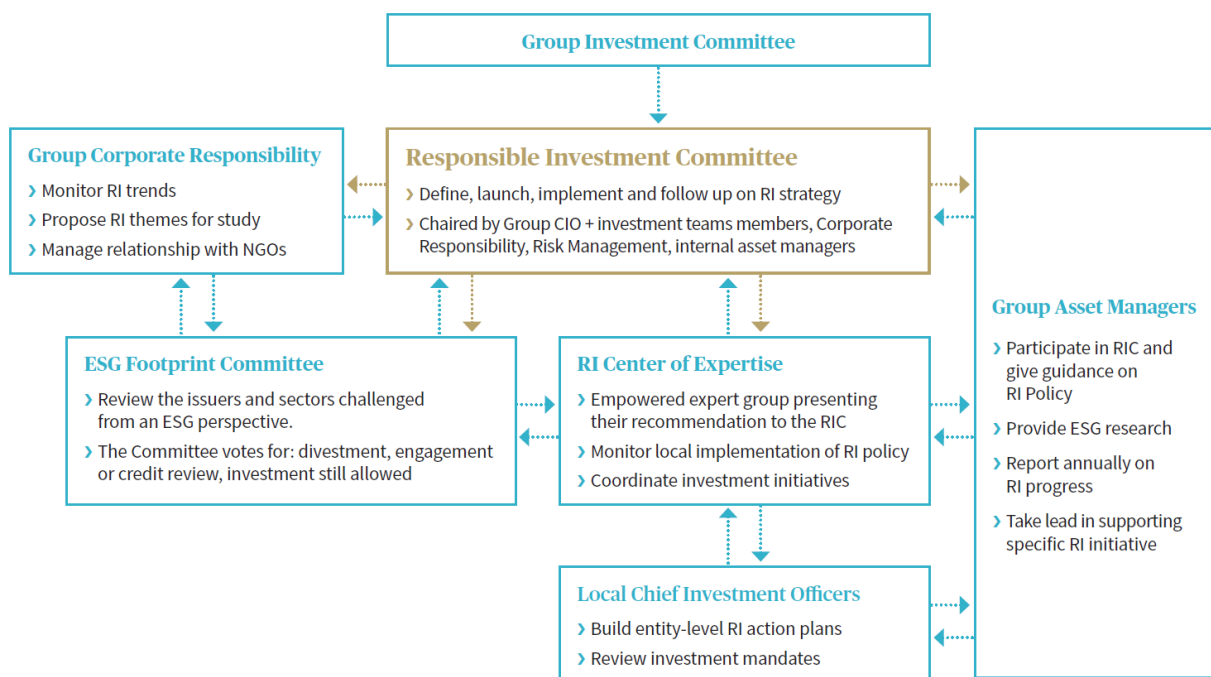 Group Investment Committee
Group Corporate Responsibility
❯ Monitor RI trends
❯ Propose RI themes for study
❯ Manage relationship with NGOs
Responsible Investment Committee
❯ Define, launch, implement and follow up on RI strategy
❯ Chaired by Group CIO + investment teams members, Corporate
Responsibility, Risk Management, internal asset managers
ESG Footprint Committee
❯ Review the issuers and sectors challenged
from an ESG perspective.
❯ The Committee votes for: divestment, engagement
or credit review, investment still allowed
RI Center of Expertise
❯ Empowered expert group presenting
their recommendation to the RIC
❯ Monitor local implementation of RI policy
❯ Coordinate investment initiatives
Local Chief Investment Officers
❯ Build entity-level RI action plans
❯ Review investment mandates
Group Asset Managers
❯ Participate in RIC and
give guidance on
RI Policy
❯ Provide ESG research
❯ Report annually on
RI progress
❯ Take lead in supporting
specific RI initiative